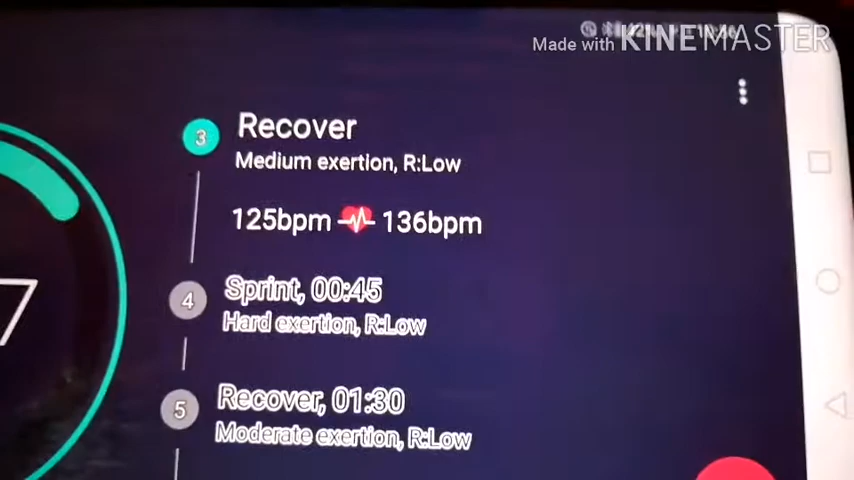 Made with KINEMASTER
3 Recover
Medium exertion, R:Low
125bpm 136bpm
4 Sprint, 00:45
Hard exertion, R:Low
5 Recover, 01:30
Moderate exertion, R:Low
7